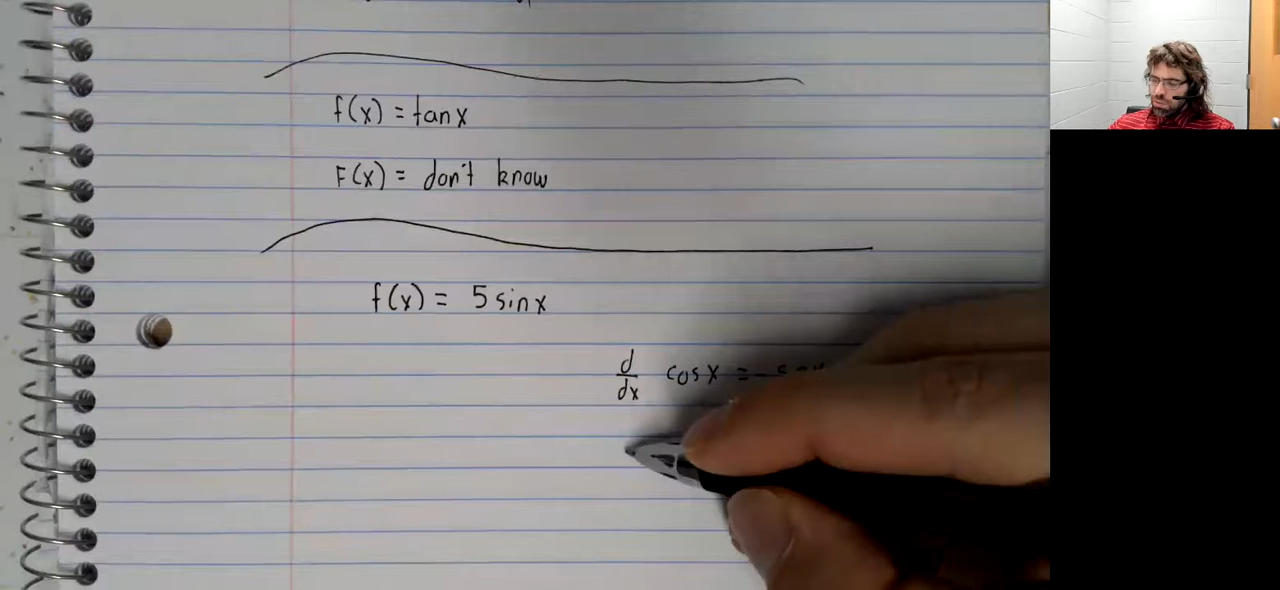 f(x) = tan x
F(x) = don't know
f(x) = 5 sin x
d/dx cos x = -